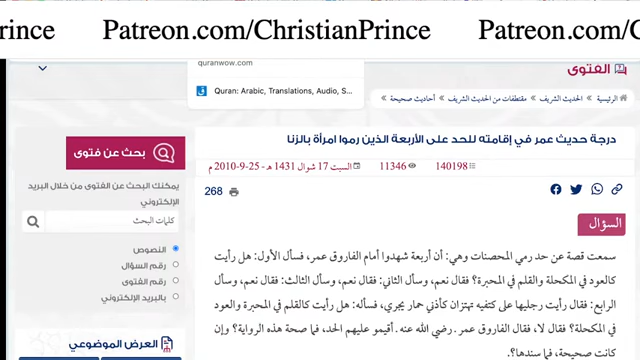 rince Patreon.com/ChristianPrince Patreon.com/C
quranwow.com
Quran: Arabic, Translations, Audio, S...
الفتوى
الرئيسية » الحديث الشريف » مقتطفات من الحديث الشريف » أحاديث صحيحة »
درجة حديث عمر في إقامته للحد على الأربعة الذين رموا امرأة بالزنا
140198 11346 السبت 17 شوال 1431 هـ - 25-9-2010 م
268
السؤال
سمعت قصة عن حد رمي المحصنات وهي: أن أربعة شهدوا أمام الفاروق عمر، فسأل الأول: هل رأيت
كالعود في المكحلة والقلم في المحبرة؟ فقال نعم، وسأل الثاني: فقال نعم، وسأل الثالث: فقال نعم، وسأل
الرابع: فقال رأيت رجليها على كتفيه تهتزان كأذني حمار يجري، فسأله: هل رأيت كالقلم في المحبرة والعود
في المكحلة؟ فقال لا، فقال الفاروق عمر ـ رضي الله عنه ـ أقيموا عليهم الحد، فما صحة هذه الرواية؟ وإن
كانت صحيحة، فما سندها؟
بحث عن فتوى
يمكنك البحث عن الفتوى من خلال البريد
الإلكتروني
كلمات البحث
النصوص
رقم السؤال
رقم الفتوى
بالبريد الإلكتروني
العرض الموضوعي